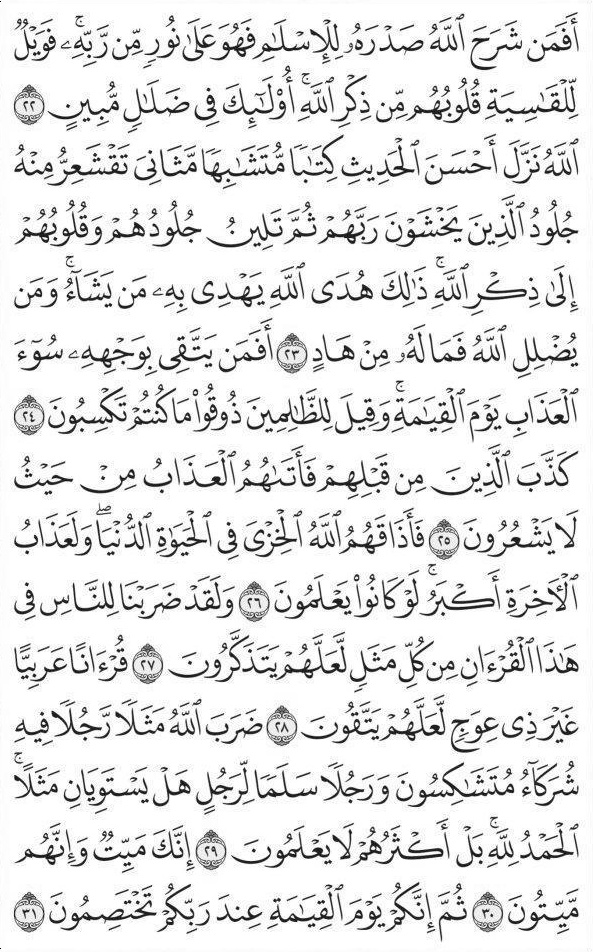 أَفَمَن شَرَحَ ٱللَّهُ صَدۡرَهُۥ لِلۡإِسۡلَٰمِ فَهُوَ عَلَىٰ نُورٖ مِّن رَّبِّهِۦۚ فَوَيۡلٞ
لِّلۡقَٰسِيَةِ قُلُوبُهُم مِّن ذِكۡرِ ٱللَّهِۚ أُوْلَٰٓئِكَ فِي ضَلَٰلٖ مُّبِينٍ ٢٢
ٱللَّهُ نَزَّلَ أَحۡسَنَ ٱلۡحَدِيثِ كِتَٰبٗا مُّتَشَٰبِهٗا مَّثَانِيَ تَقۡشَعِرُّ مِنۡهُ
جُلُودُ ٱلَّذِينَ يَخۡشَوۡنَ رَبَّهُمۡ ثُمَّ تَلِينُ جُلُودُهُمۡ وَقُلُوبُهُمۡ
إِلَىٰ ذِكۡرِ ٱللَّهِۚ ذَٰلِكَ هُدَى ٱللَّهِ يَهۡدِي بِهِۦ مَن يَشَآءُۚ وَمَن
يُضۡلِلِ ٱللَّهُ فَمَا لَهُۥ مِنۡ هَادٍ ٢٣ أَفَمَن يَتَّقِي بِوَجۡهِهِۦ سُوٓءَ
ٱلۡعَذَابِ يَوۡمَ ٱلۡقِيَٰمَةِۚ وَقِيلَ لِلظَّٰلِمِينَ ذُوقُواْ مَا كُنتُمۡ تَكۡسِبُونَ ٢٤
كَذَّبَ ٱلَّذِينَ مِن قَبۡلِهِمۡ فَأَتَىٰهُمُ ٱلۡعَذَابُ مِنۡ حَيۡثُ
لَا يَشۡعُرُونَ ٢٥ فَأَذَاقَهُمُ ٱللَّهُ ٱلۡخِزۡيَ فِي ٱلۡحَيَوٰةِ ٱلدُّنۡيَاۖ وَلَعَذَابُ
ٱلۡأٓخِرَةِ أَكۡبَرُۚ لَوۡ كَانُواْ يَعۡلَمُونَ ٢٦ وَلَقَدۡ ضَرَبۡنَا لِلنَّاسِ فِي
هَٰذَا ٱلۡقُرۡءَانِ مِن كُلِّ مَثَلٖ لَّعَلَّهُمۡ يَتَذَكَّرُونَ ٢٧ قُرۡءَانًا عَرَبِيًّا
غَيۡرَ ذِي عِوَجٖ لَّعَلَّهُمۡ يَتَّقُونَ ٢٨ ضَرَبَ ٱللَّهُ مَثَلٗا رَّجُلٗا فِيهِ
شُرَكَآءُ مُتَشَٰكِسُونَ وَرَجُلٗا سَلَمٗا لِّرَجُلٍ هَلۡ يَسۡتَوِيَانِ مَثَلًاۚ
ٱلۡحَمۡدُ لِلَّهِۚ بَلۡ أَكۡثَرُهُمۡ لَا يَعۡلَمُونَ ٢٩ إِنَّكَ مَيِّتٞ وَإِنَّهُم
مَّيِّتُونَ ٣٠ ثُمَّ إِنَّكُمۡ يَوۡمَ ٱلۡقِيَٰمَةِ عِندَ رَبِّكُمۡ تَخۡتَصِمُونَ ٣١